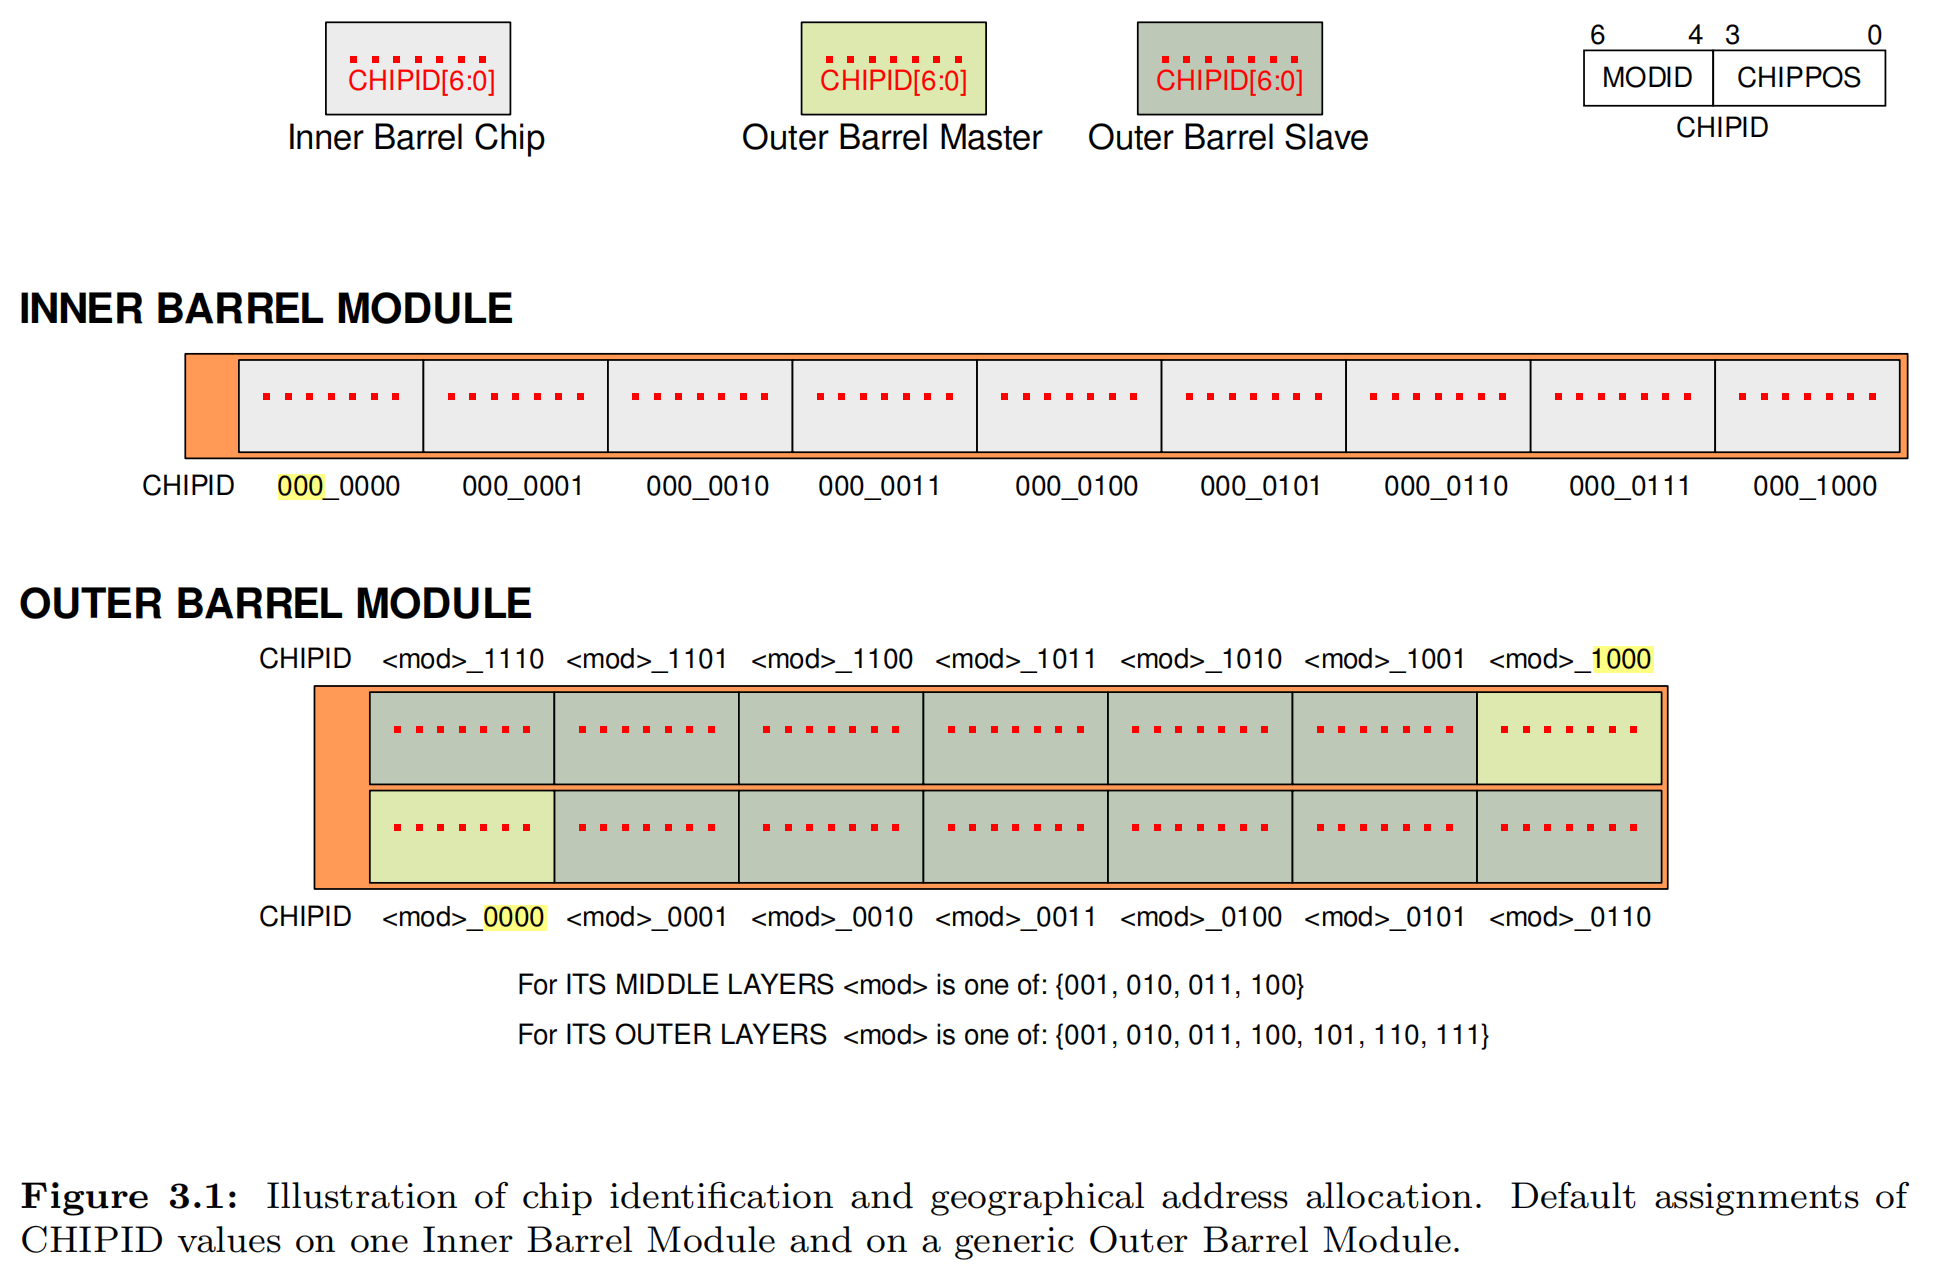 6 4 3 0
CHIPID[6:0] CHIPID[6:0] CHIPID[6:0] MODID CHIPPOS
Inner Barrel Chip Outer Barrel Master Outer Barrel Slave CHIPID
INNER BARREL MODULE
CHIPID 000_0000 000_0001 000_0010 000_0011 000_0100 000_0101 000_0110 000_0111 000_1000
OUTER BARREL MODULE
CHIPID <mod>_1110 <mod>_1101 <mod>_1100 <mod>_1011 <mod>_1010 <mod>_1001 <mod>_1000
CHIPID <mod>_0000 <mod>_0001 <mod>_0010 <mod>_0011 <mod>_0100 <mod>_0101 <mod>_0110
For ITS MIDDLE LAYERS <mod> is one of: {001, 010, 011, 100}
For ITS OUTER LAYERS <mod> is one of: {001, 010, 011, 100, 101, 110, 111}
Figure 3.1: Illustration of chip identification and geographical address allocation. Default assignments of
CHIPID values on one Inner Barrel Module and on a generic Outer Barrel Module.